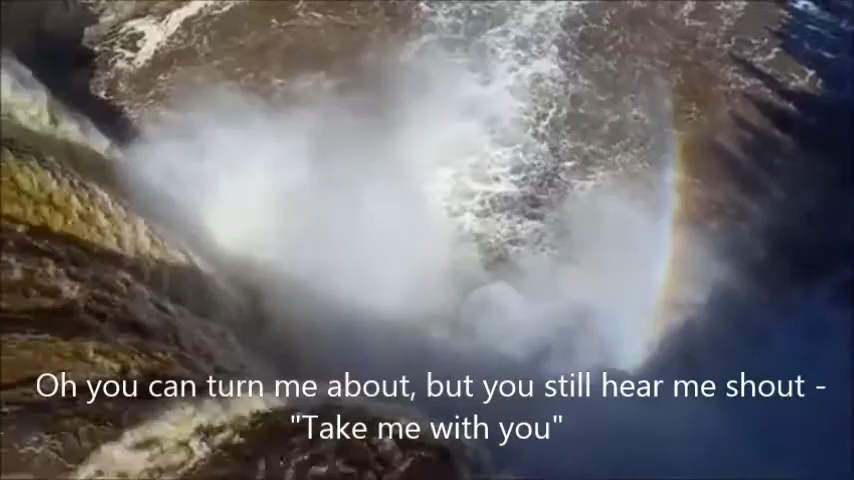 Oh you can turn me about, but you still hear me shout -
"Take me with you"